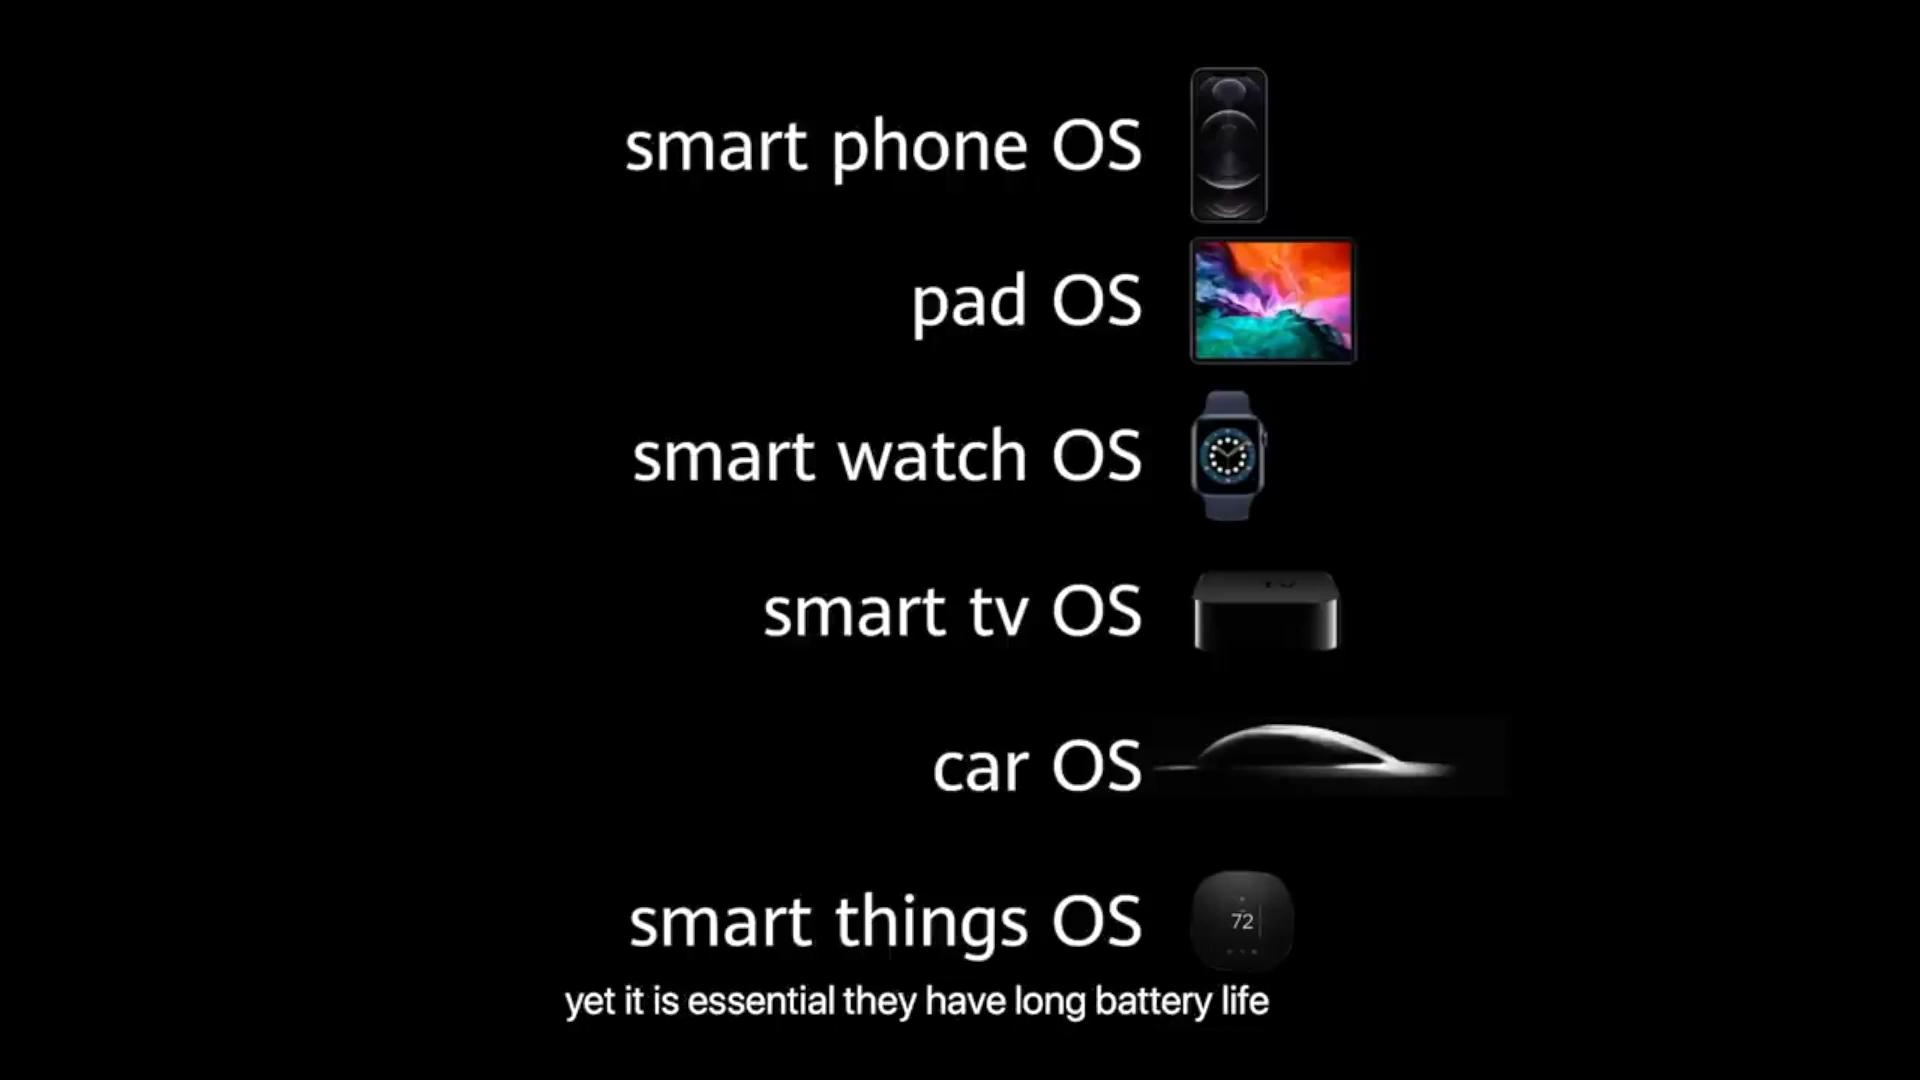 smart phone OS
pad OS
smart watch OS
smart tv OS
car OS
smart things OS
72
yet it is essential they have long battery life